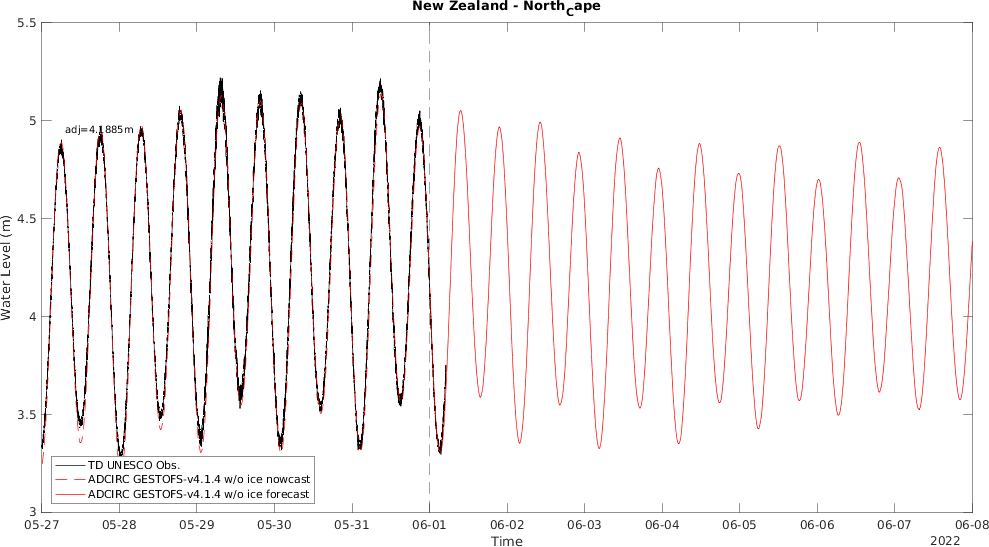 New Zealand - NorthCape
5.5
5
4.5
4
3.5
3
Water Level (m)
adj=4.1885m
TD UNESCO Obs.
ADCIRC GESTOFS-v4.1.4 w/o ice nowcast
ADCIRC GESTOFS-v4.1.4 w/o ice forecast
05-27 05-28 05-29 05-30 05-31 06-01 06-02 06-03 06-04 06-05 06-06 06-07 06-08
Time
2022